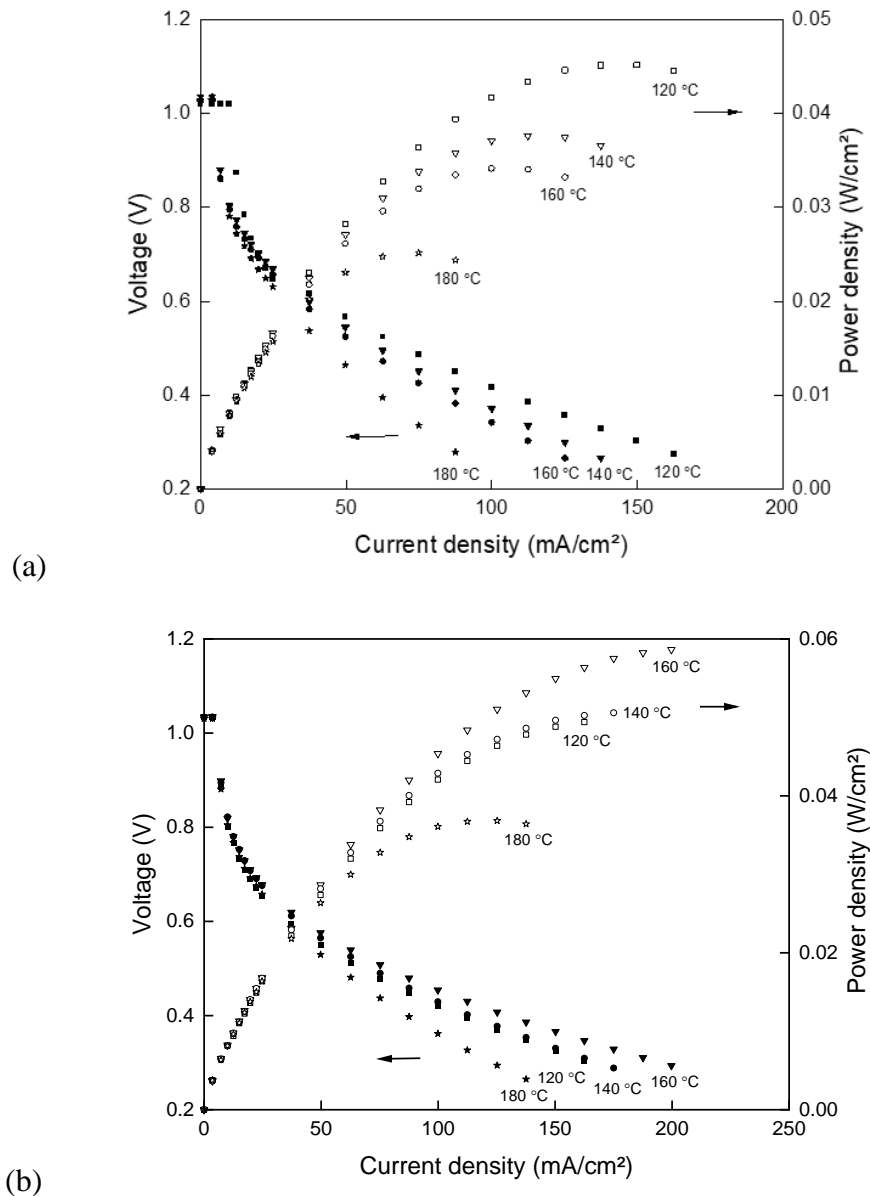 1.2
1.0
0.8
0.6
0.4
0.2
Voltage (V)
0.05
0.04
0.03
0.02
0.01
0.00
Power density (W/cm²)
120 °C
140 °C
160 °C
180 °C
180 °C
160 °C
140 °C
120 °C
0
50
100
150
200
Current density (mA/cm²)
(a)
1.2
1.0
0.8
0.6
0.4
0.2
Voltage (V)
0.06
0.04
0.02
0.00
Power density (W/cm²)
160 °C
140 °C
120 °C
180 °C
120 °C
180 °C
140 °C
160 °C
0
50
100
150
200
250
Current density (mA/cm²)
(b)